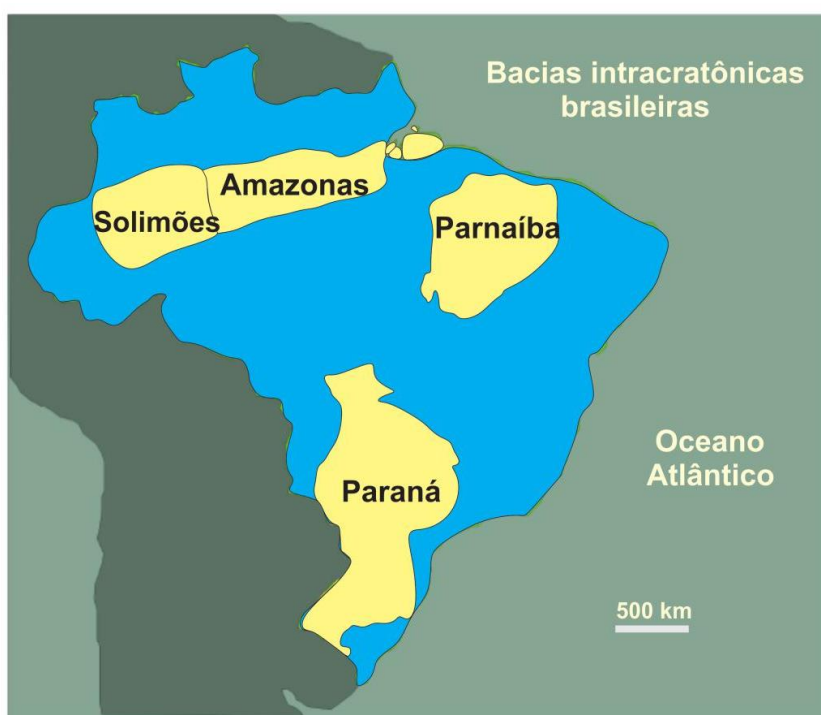 Bacias intracratônicas
brasileiras
Amazonas
Solimões
Parnaíba
Paraná
Oceano
Atlântico
500 km